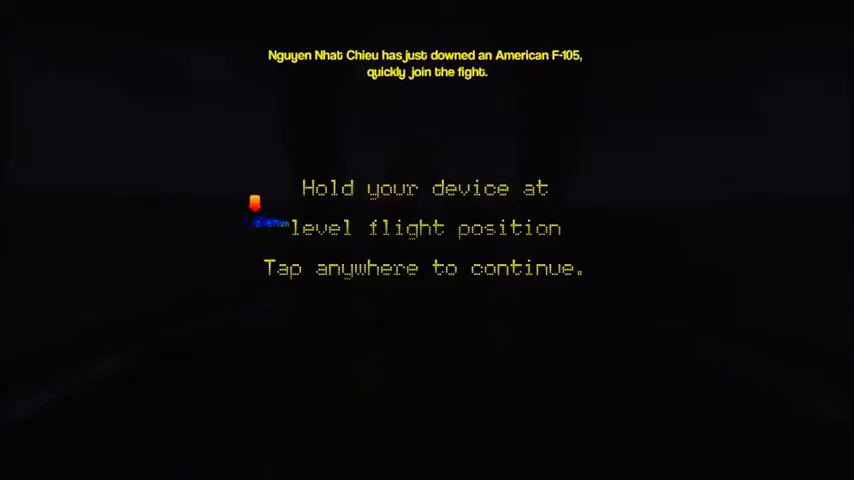 Nguyen Nhat Chieu has just downed an American F-105,
quickly join the fight.
Hold your device at
level flight position
Tap anywhere to continue.